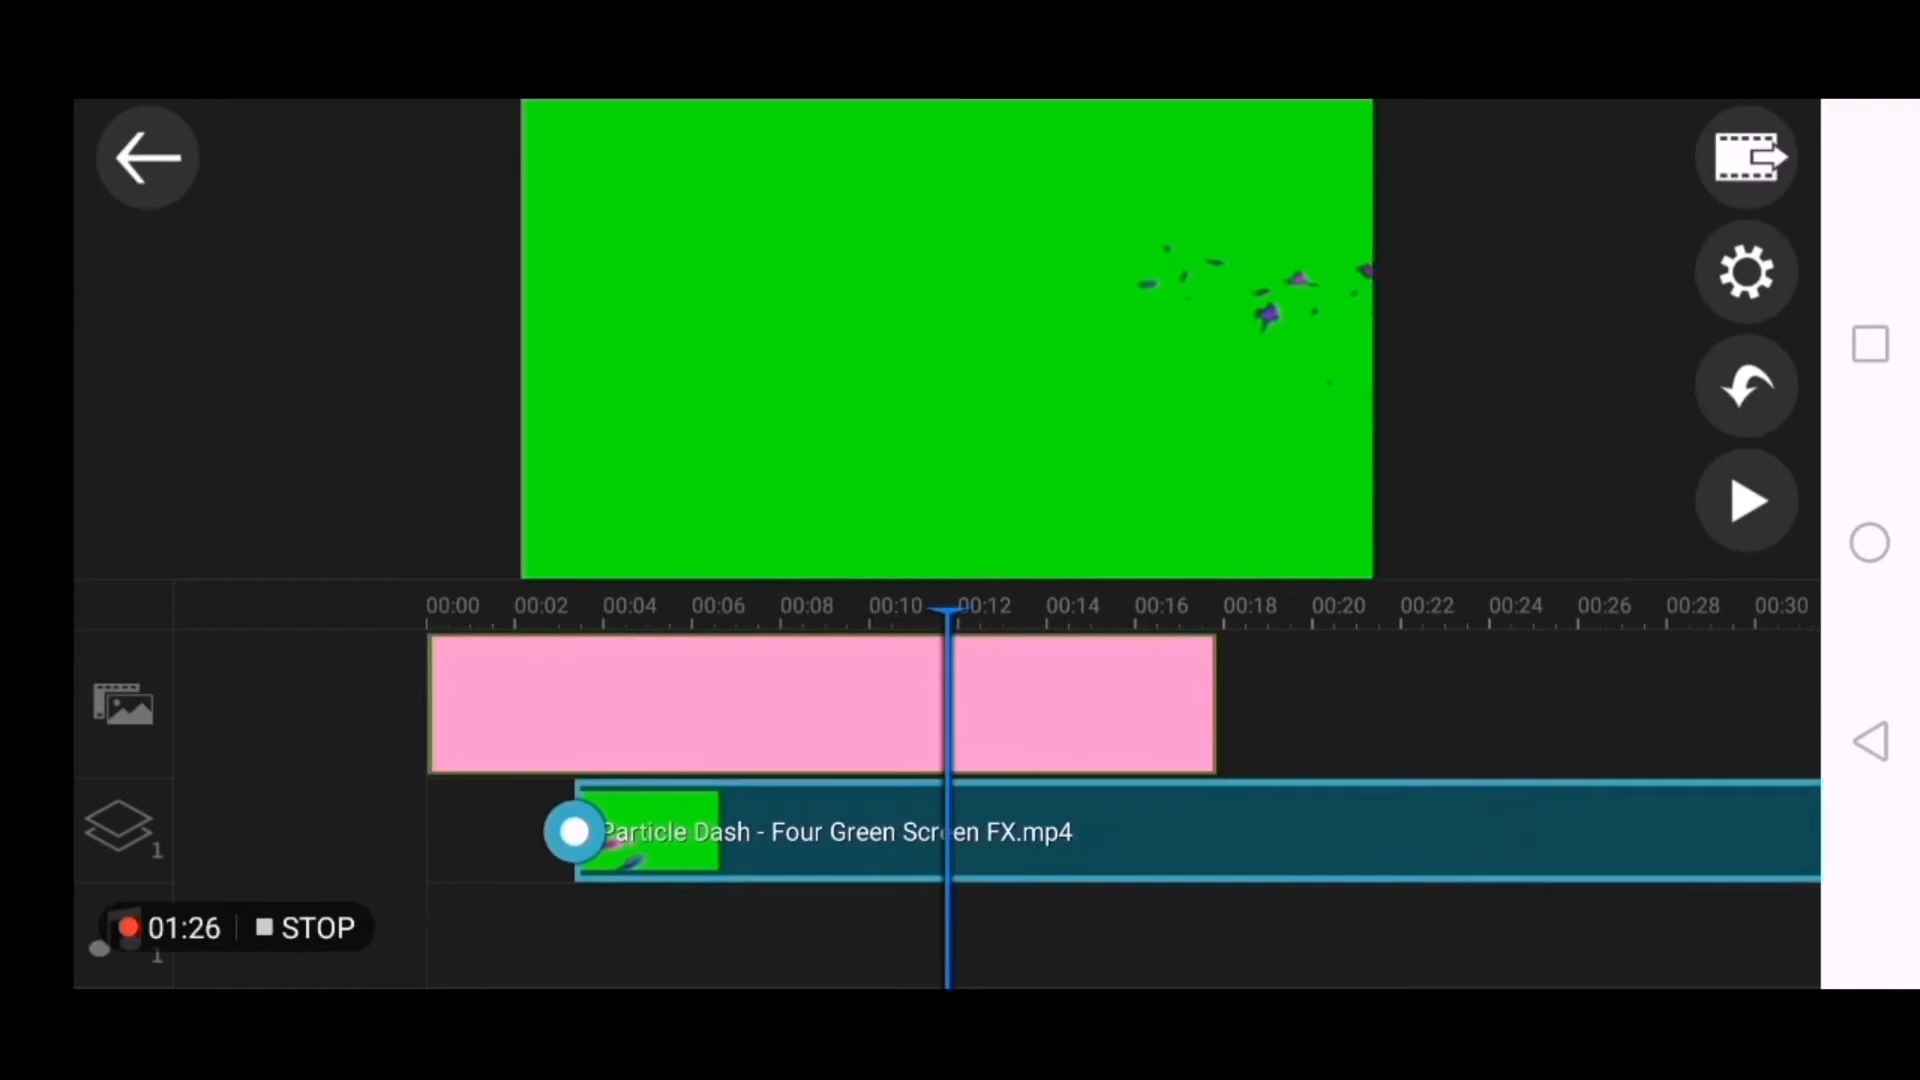 00:00 00:02 00:04 00:06 00:08 00:10 00:12 00:14 00:16 00:18 00:20 00:22 00:24 00:26 00:28 00:30
Particle Dash - Four Green Screen FX.mp4
1
01:26 STOP
1